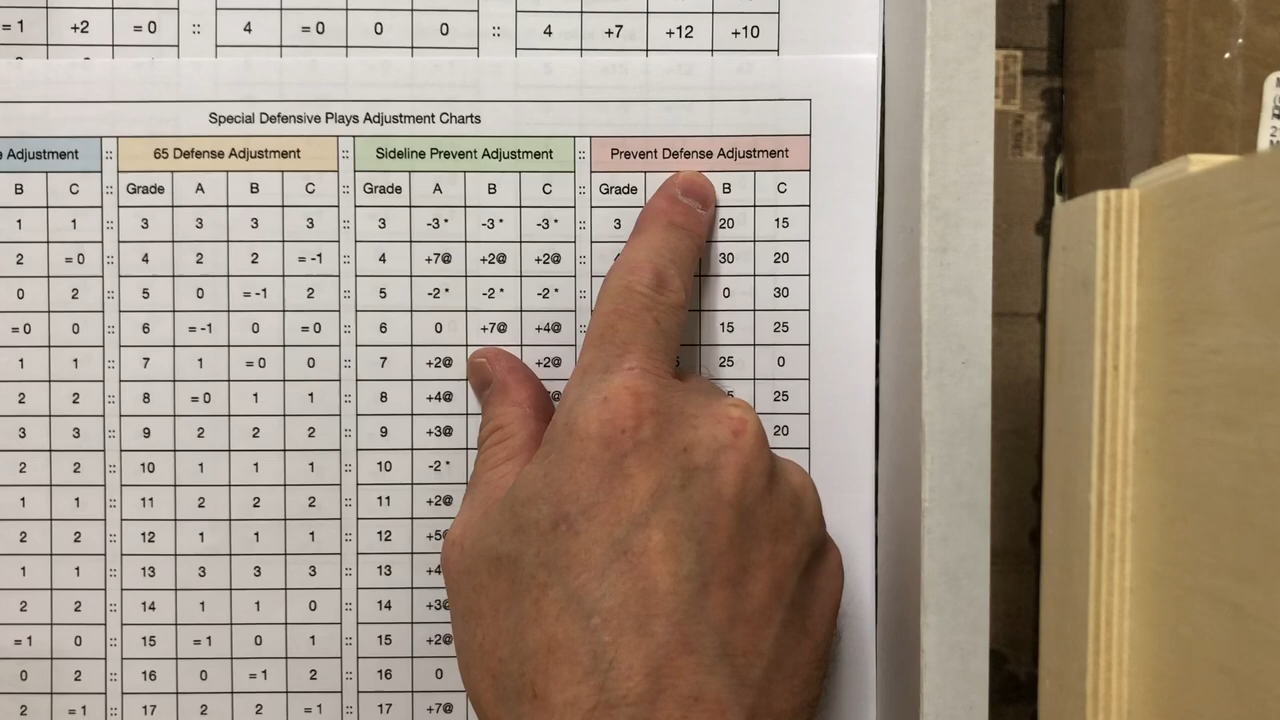 = 1 +2 = 0 :: 4 = 0 0 0 :: 4 +7 +12 +10
Special Defensive Plays Adjustment Charts
Adjustment :: 65 Defense Adjustment :: Sideline Prevent Adjustment :: Prevent Defense Adjustment
B C :: Grade A B C :: Grade A B C :: Grade B C
1 1 :: 3 3 3 3 :: 3 -3 * -3 * -3 * :: 3 20 15
2 = 0 :: 4 2 2 = -1 :: 4 +7@ +2@ +2@ :: 30 20
0 2 :: 5 0 = -1 2 :: 5 -2 * -2 * -2 * :: 0 30
= 0 0 :: 6 = -1 0 = 0 :: 6 0 +7@ +4@ :: 15 25
1 1 :: 7 1 = 0 0 :: 7 +2@ +2@ 25 0
2 2 :: 8 = 0 1 1 :: 8 +4@ 25
3 3 :: 9 2 2 2 :: 9 +3@ 20
2 2 :: 10 1 1 1 :: 10 -2 *
1 1 :: 11 2 2 2 :: 11 +2@
2 2 :: 12 1 1 1 :: 12 +5@
1 1 :: 13 3 3 3 :: 13 +4
2 2 :: 14 1 1 0 :: 14 +3@
= 1 0 :: 15 = 1 0 1 :: 15 +2@
0 2 :: 16 0 = 1 2 :: 16 0
2 = 1 :: 17 2 2 = 1 :: 17 +7@